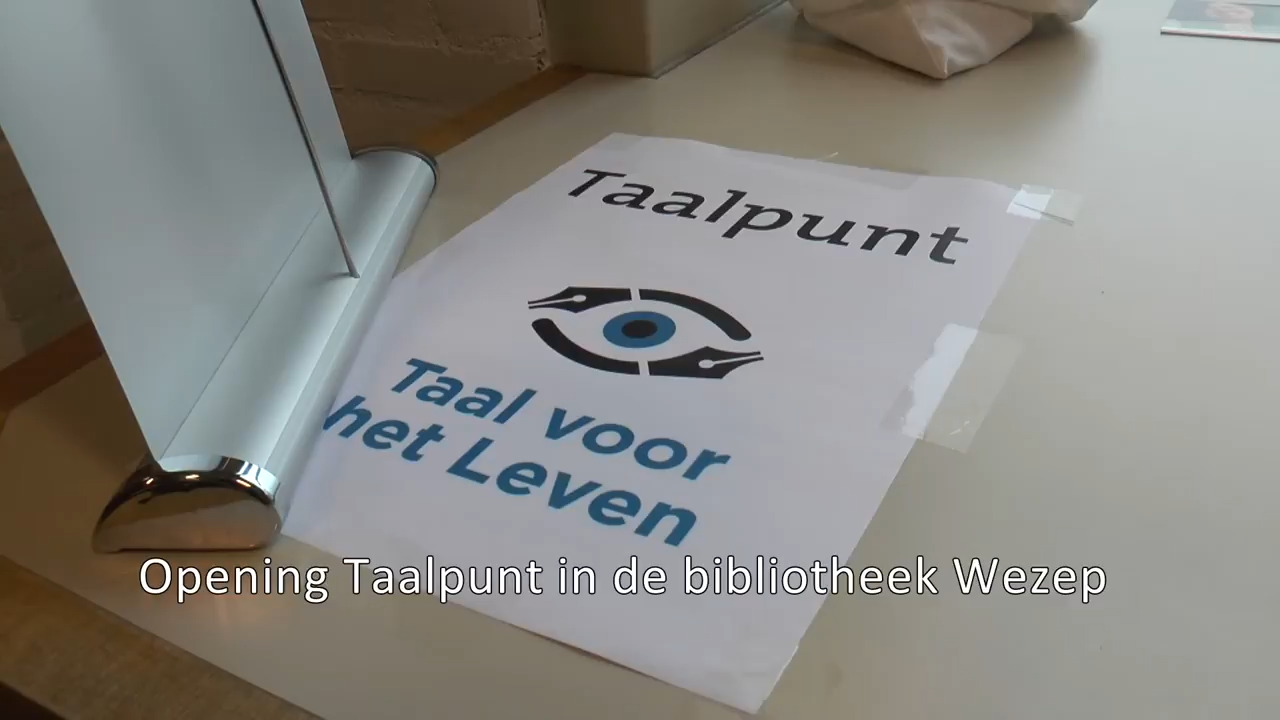 Taalpunt
Taal voor
het Leven
Opening Taalpunt in de bibliotheek Wezep